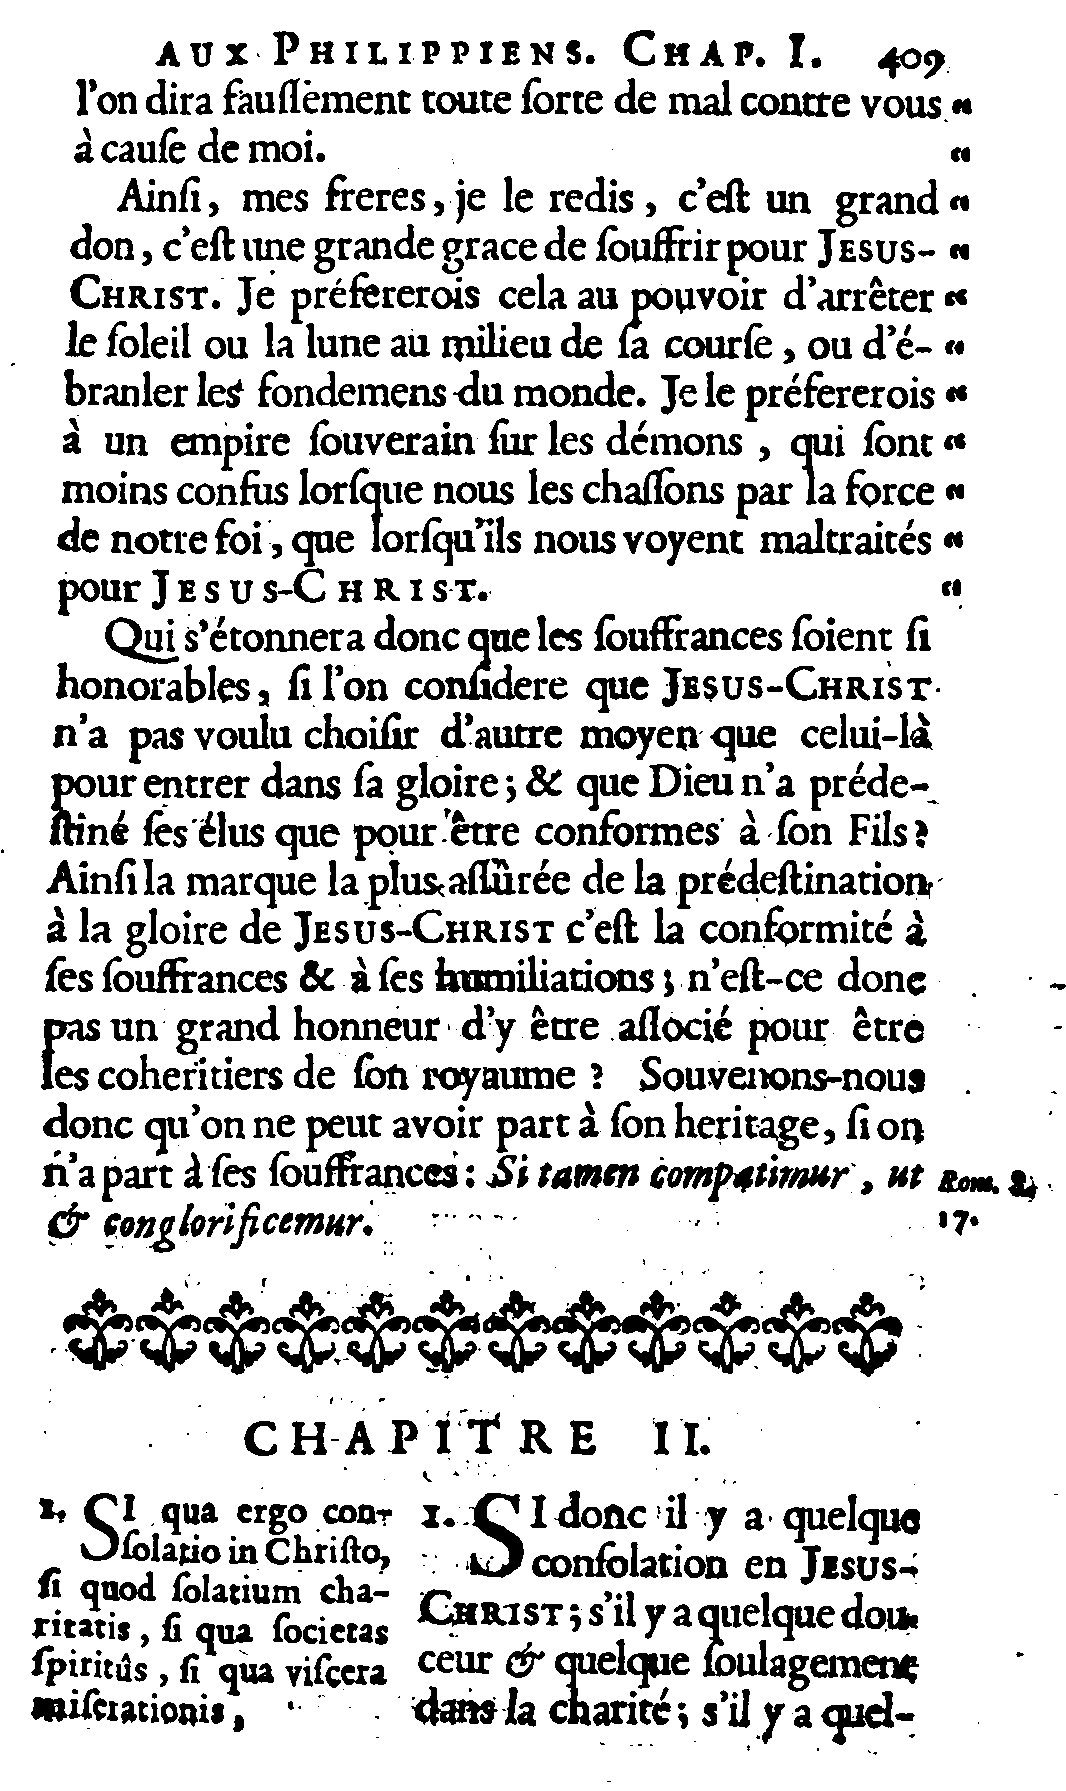 AUX PHILIPPIENS. CHAP. I. 409
l'on dira fauſſement toute ſorte de mal contre vous “
à cauſe de moi. “
Ainſi, mes freres, je le redis, c'eſt un grand “
don, c'eſt une grande grace de ſouffrir pour JESUS- “
CHRIST. Je préfererois cela au pouvoir d'arrêter “
le ſoleil ou la lune au milieu de ſa courſe, ou d'é- “
branler les fondemens du monde. Je le préfererois “
à un empire ſouverain ſur les démons, qui ſont “
moins confus lorſque nous les chaſſons par la force “
de notre foi, que lorſqu'ils nous voyent maltraités “
pour JESUS-CHRIST. “
Qui s'étonnera donc que les ſouffrances ſoient ſi
honorables, ſi l'on conſidere que JESUS-CHRIST
n'a pas voulu choiſir d'autre moyen que celui-là
pour entrer dans ſa gloire; & que Dieu n'a préde-
ſtiné ſes élus que pour être conformes à ſon Fils?
Ainſi la marque la plus aſſûrée de la prédeſtination
à la gloire de JESUS-CHRIST c'eſt la conformité à
ſes ſouffrances & à ſes humiliations; n'eſt-ce donc
pas un grand honneur d'y être aſſocié pour être
les coheritiers de ſon royaume? Souvenons-nous
donc qu'on ne peut avoir part à ſon heritage, ſi on
n'a part à ſes ſouffrances: Si tamen compatimur, ut
& conglorificemur.
Rom. 8,
17.
CHAPITRE II.
1. SI qua ergo con-
ſolatio in Chriſto,
ſi quod ſolatium cha-
ritatis, ſi qua ſocietas
ſpiritûs, ſi qua viſcera
miſerationis,
1. SI donc il y a quelque
conſolation en JESUS-
CHRIST; s'il y a quelque dou-
ceur & quelque ſoulagement
dans la charité; s'il y a quel-